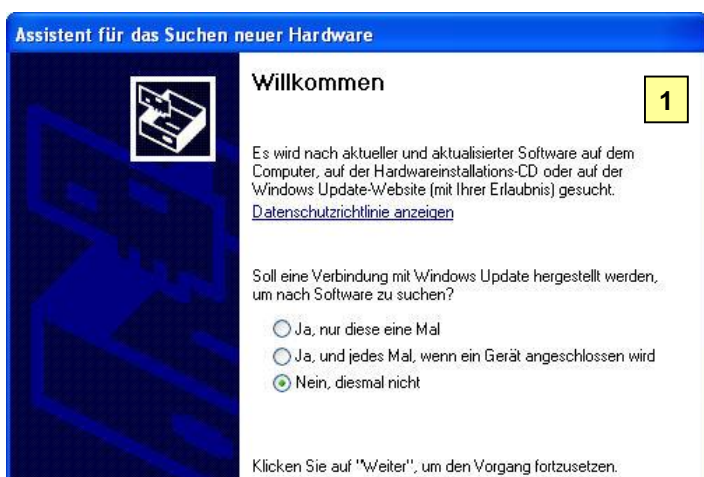 Assistent für das Suchen neuer Hardware
Willkommen
1
Es wird nach aktueller und aktualisierter Software auf dem
Computer, auf der Hardwareinstallations-CD oder auf der
Windows Update-Website (mit Ihrer Erlaubnis) gesucht.
Datenschutzrichtlinie anzeigen
Soll eine Verbindung mit Windows Update hergestellt werden,
um nach Software zu suchen?
Ja, nur diese eine Mal
Ja, und jedes Mal, wenn ein Gerät angeschlossen wird
Nein, diesmal nicht
Klicken Sie auf "Weiter", um den Vorgang fortzusetzen.